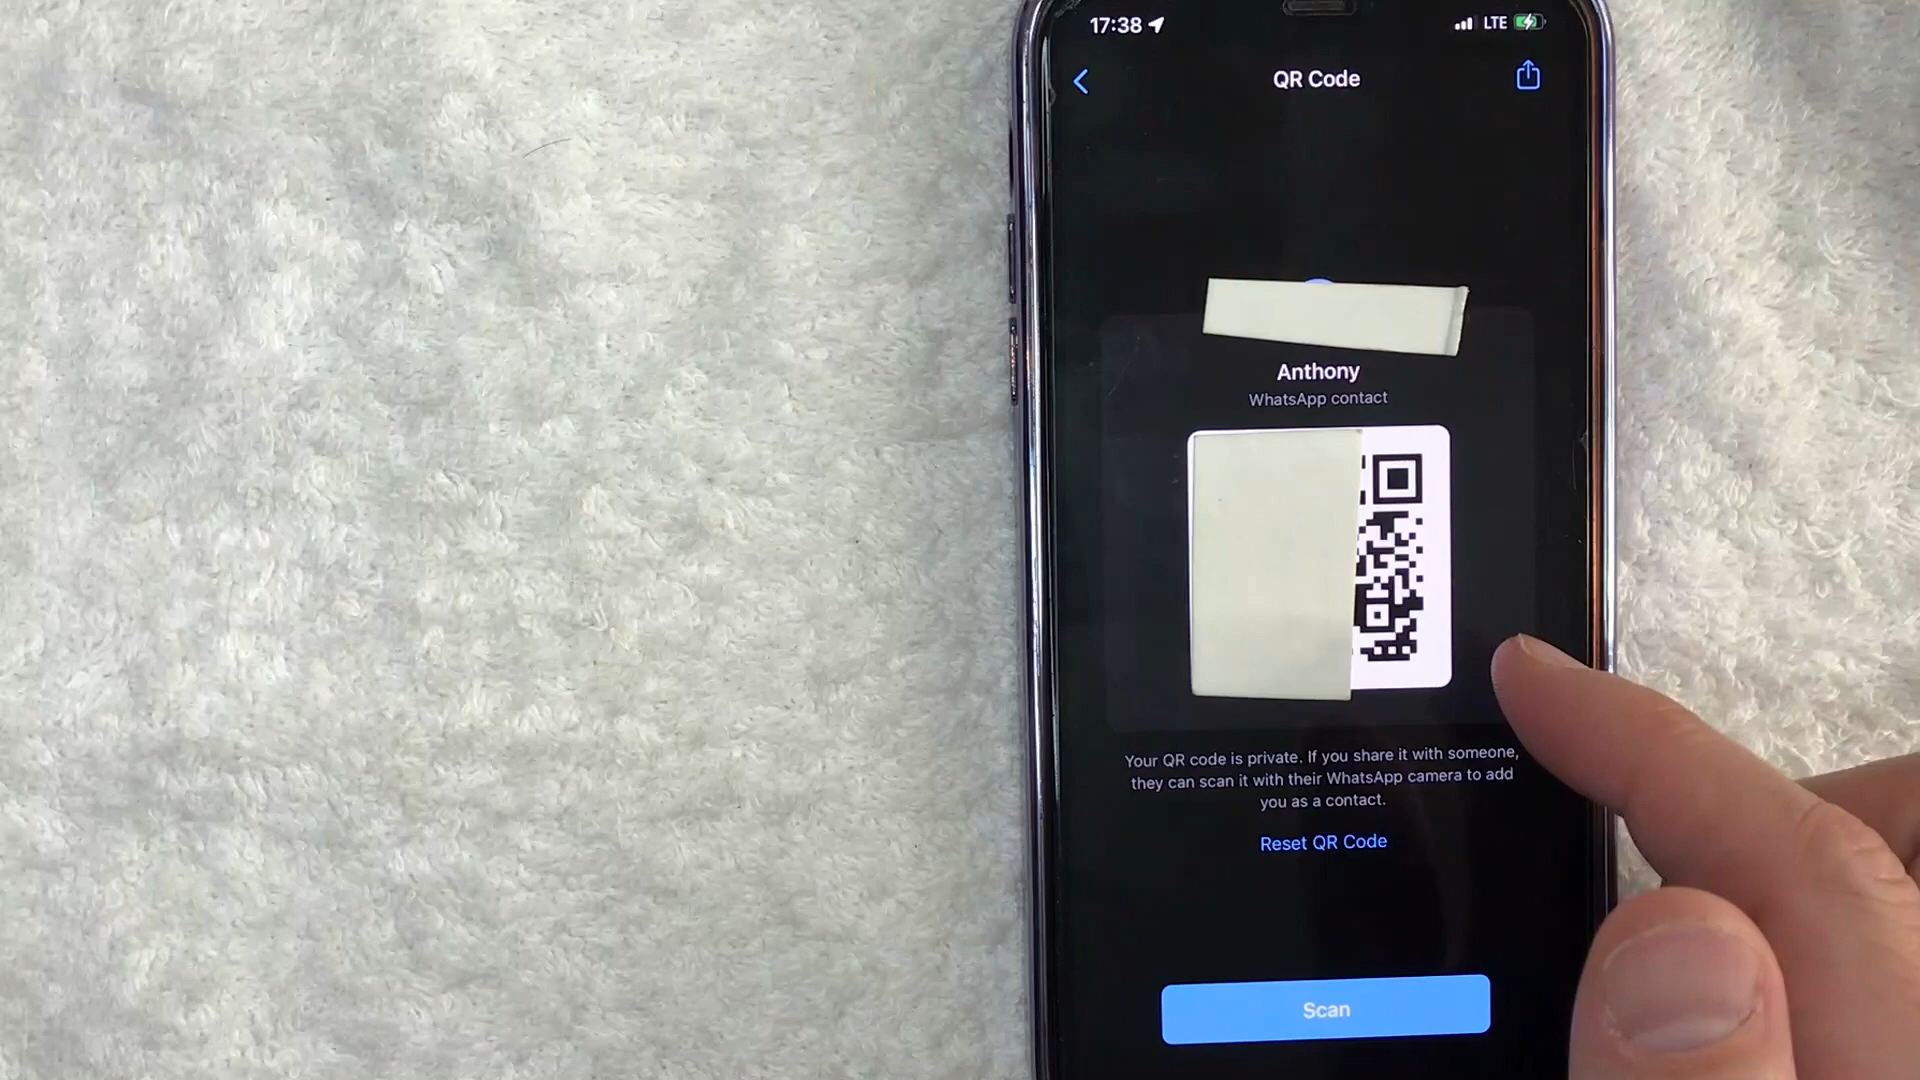 17:38
LTE
QR Code
Anthony
WhatsApp contact
Your QR code is private. If you share it with someone,
they can scan it with their WhatsApp camera to add
you as a contact.
Reset QR Code
Scan